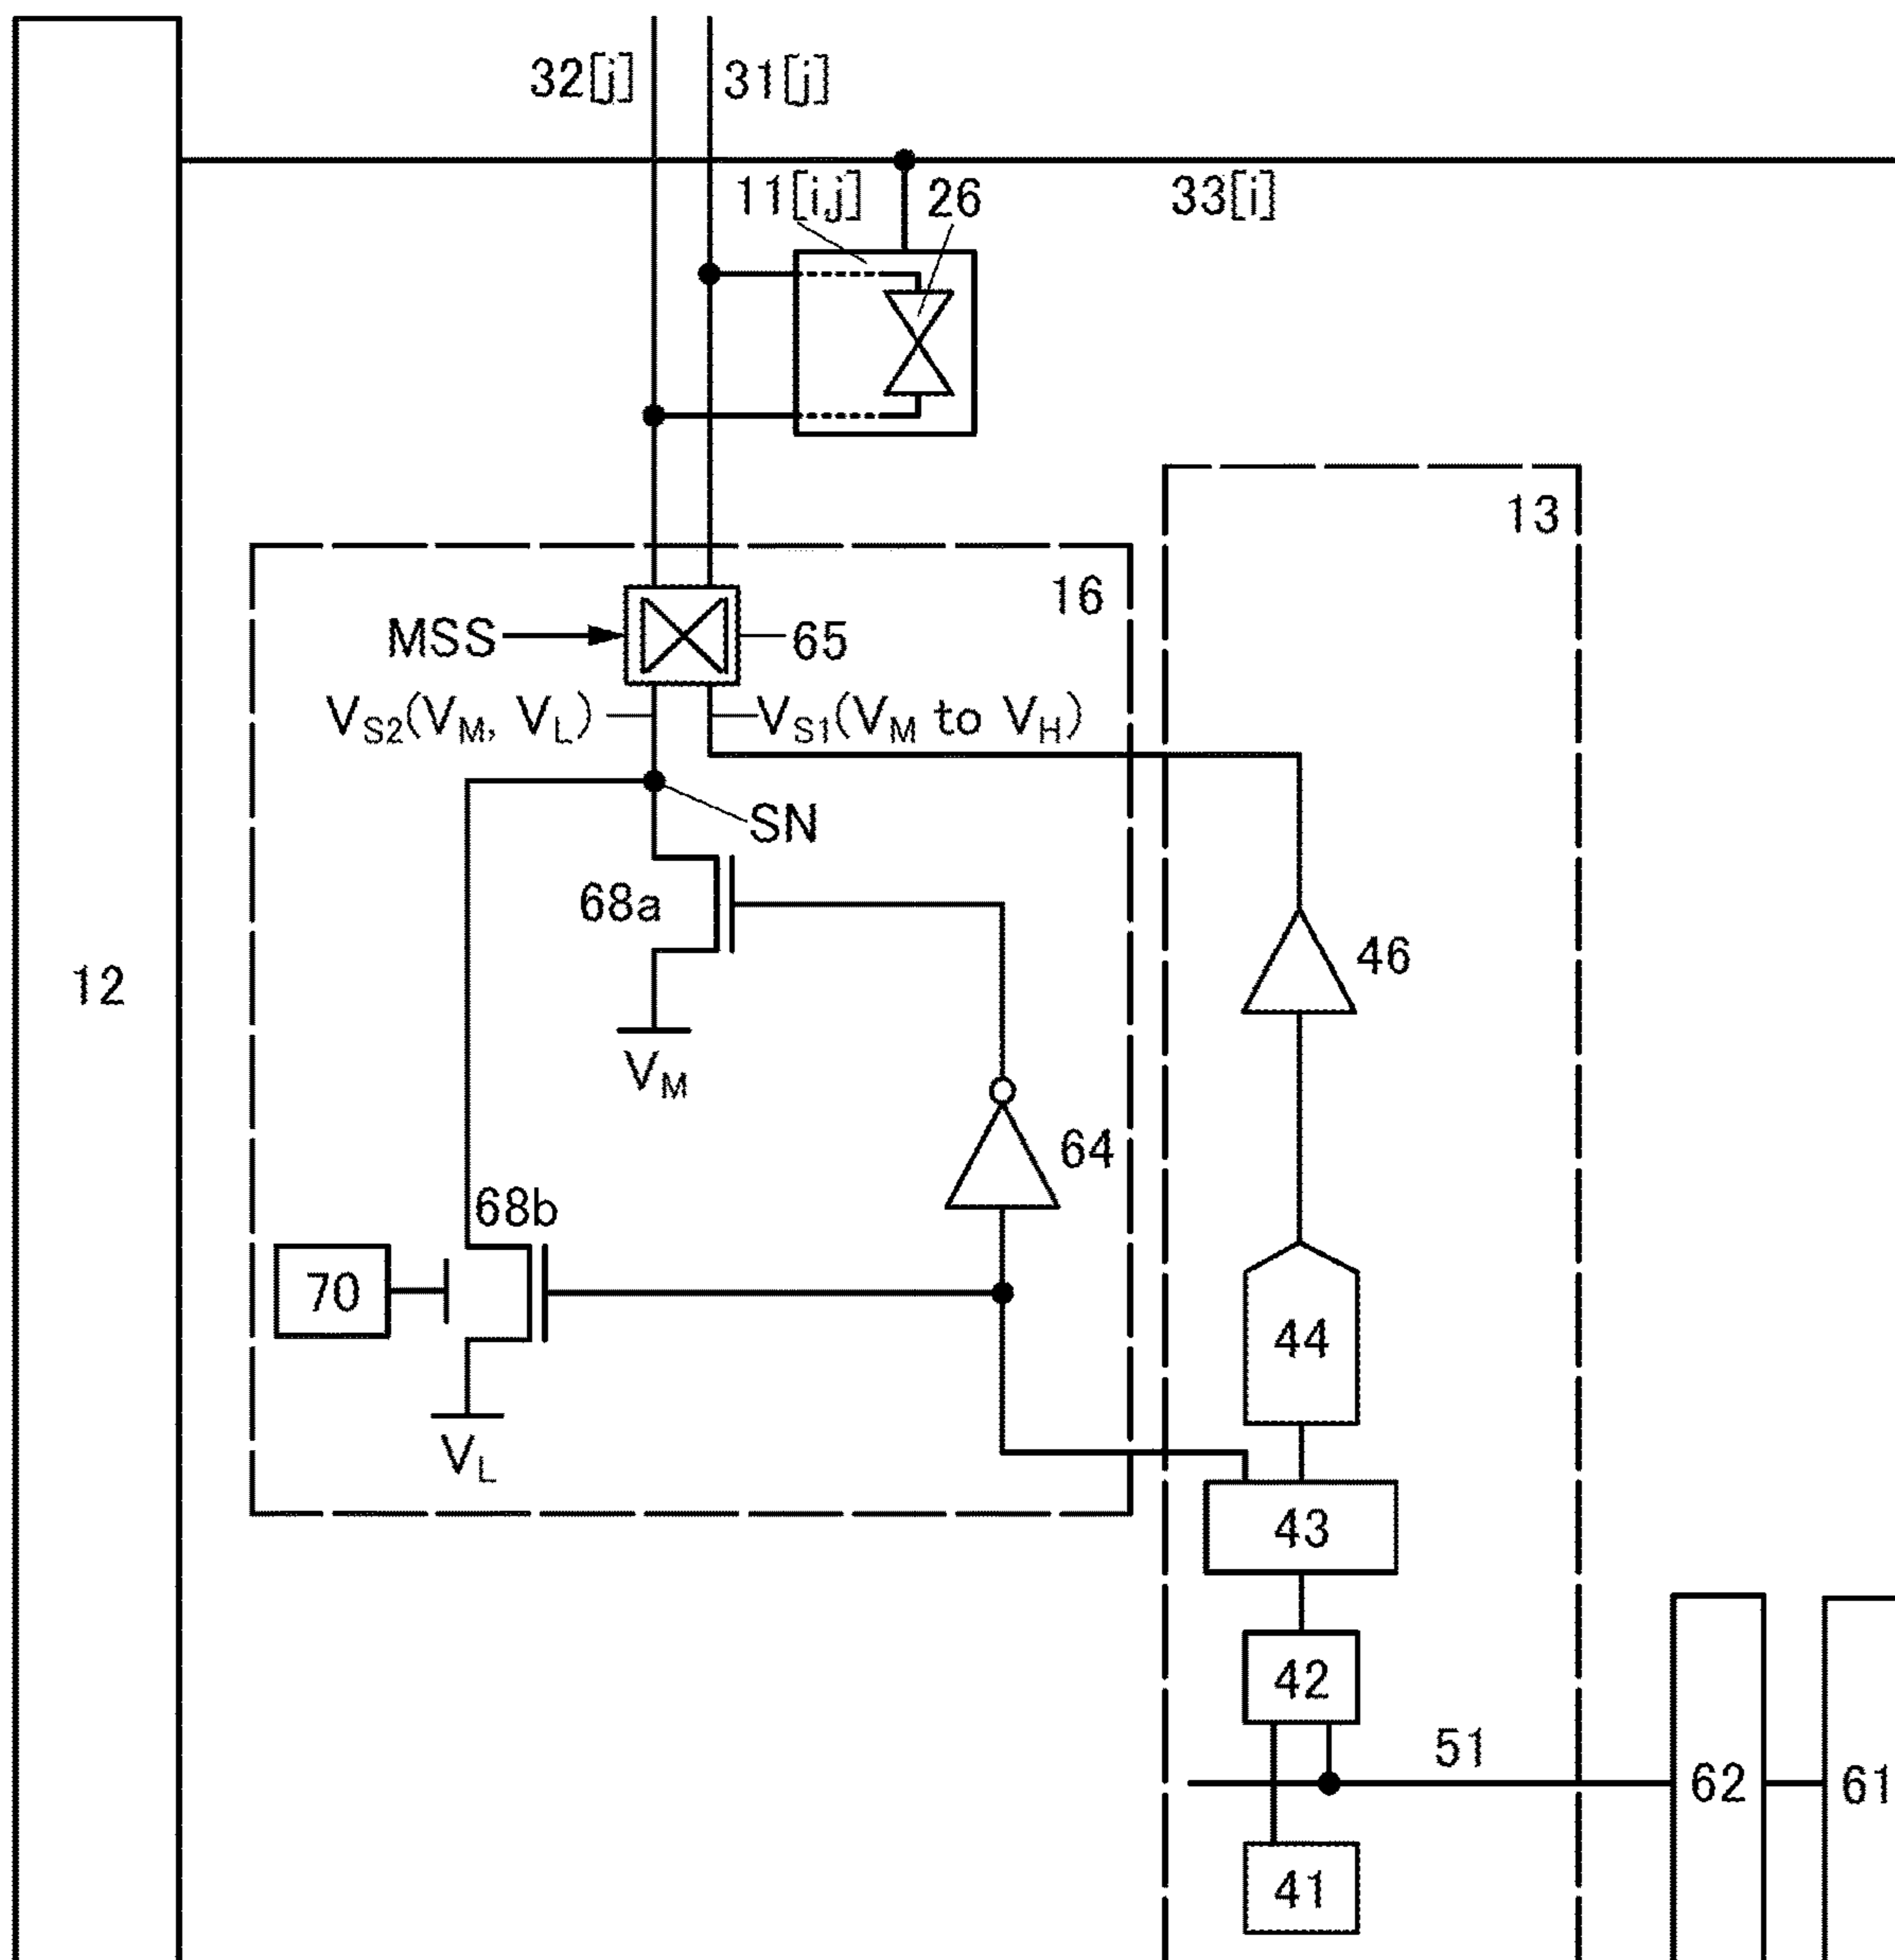 32[j] 31[j]
11[i,j] 26 33[i]
13
16
MSS 65
VS2(VM, VL) VS1(VM to VH)
SN
68a
46
12
VM
64
68b
70
44
VL
43
42
51
62 61
41